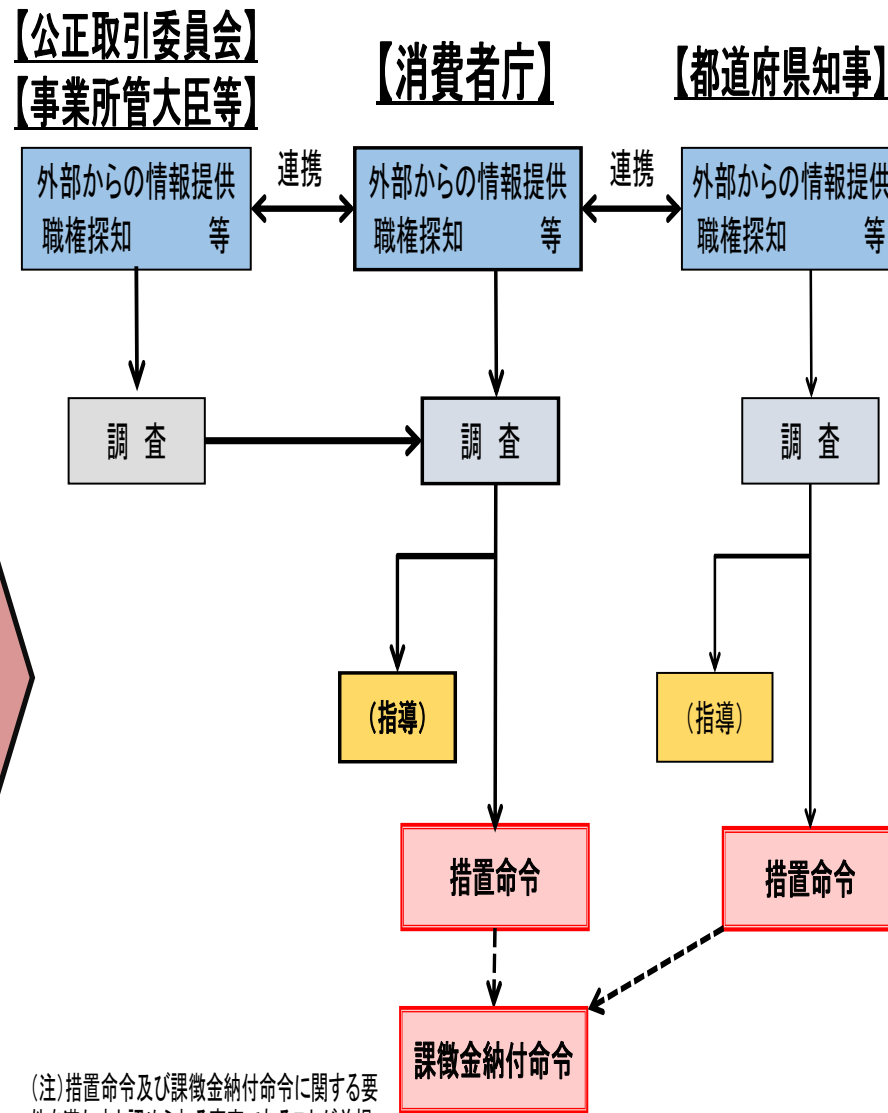 【公正取引委員会】
【事業所管大臣等】
【消費者庁】
【都道府県知事】
外部からの情報提供
職権探知 等
連携
外部からの情報提供
職権探知 等
連携
外部からの情報提供
職権探知 等
調 査
調 査
調 査
(指導)
(指導)
措置命令
措置命令
課徴金納付命令
(注)措置命令及び課徴金納付命令に関する要